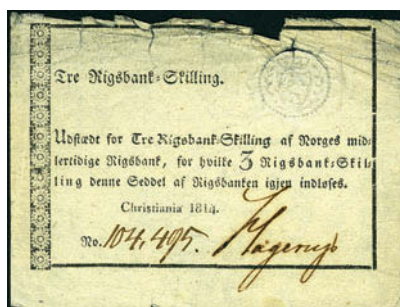 Tre Rigsbank-Skilling.
Udstædt for Tre Rigsbank-Skilling af Norges mid-
lertidige Rigsbank, for hvilke 3 Rigsbank-Skil-
ling denne Seddel af Rigsbanken igjen indløses.
Christiania 1814.
No. 104,495. Hagerup